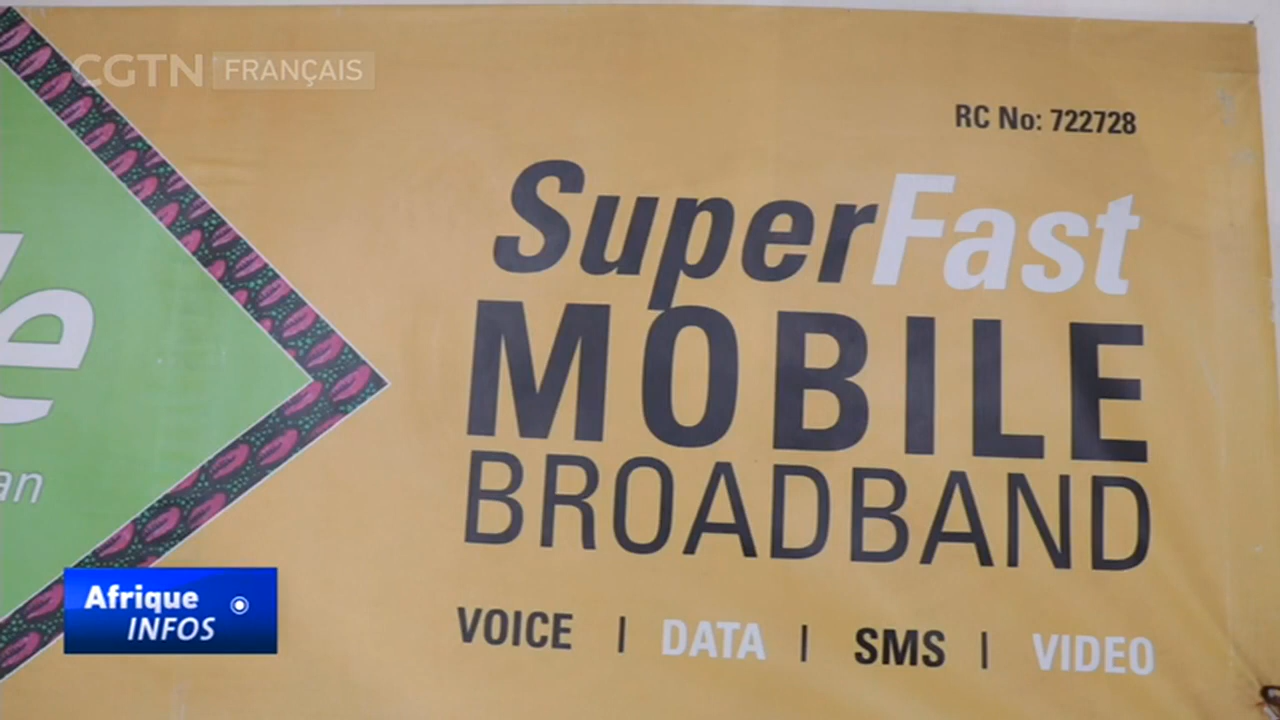 CGTN FRANÇAIS
RC No: 722728
SuperFast
MOBILE
BROADBAND
VOICE | DATA | SMS | VIDEO
Afrique
INFOS